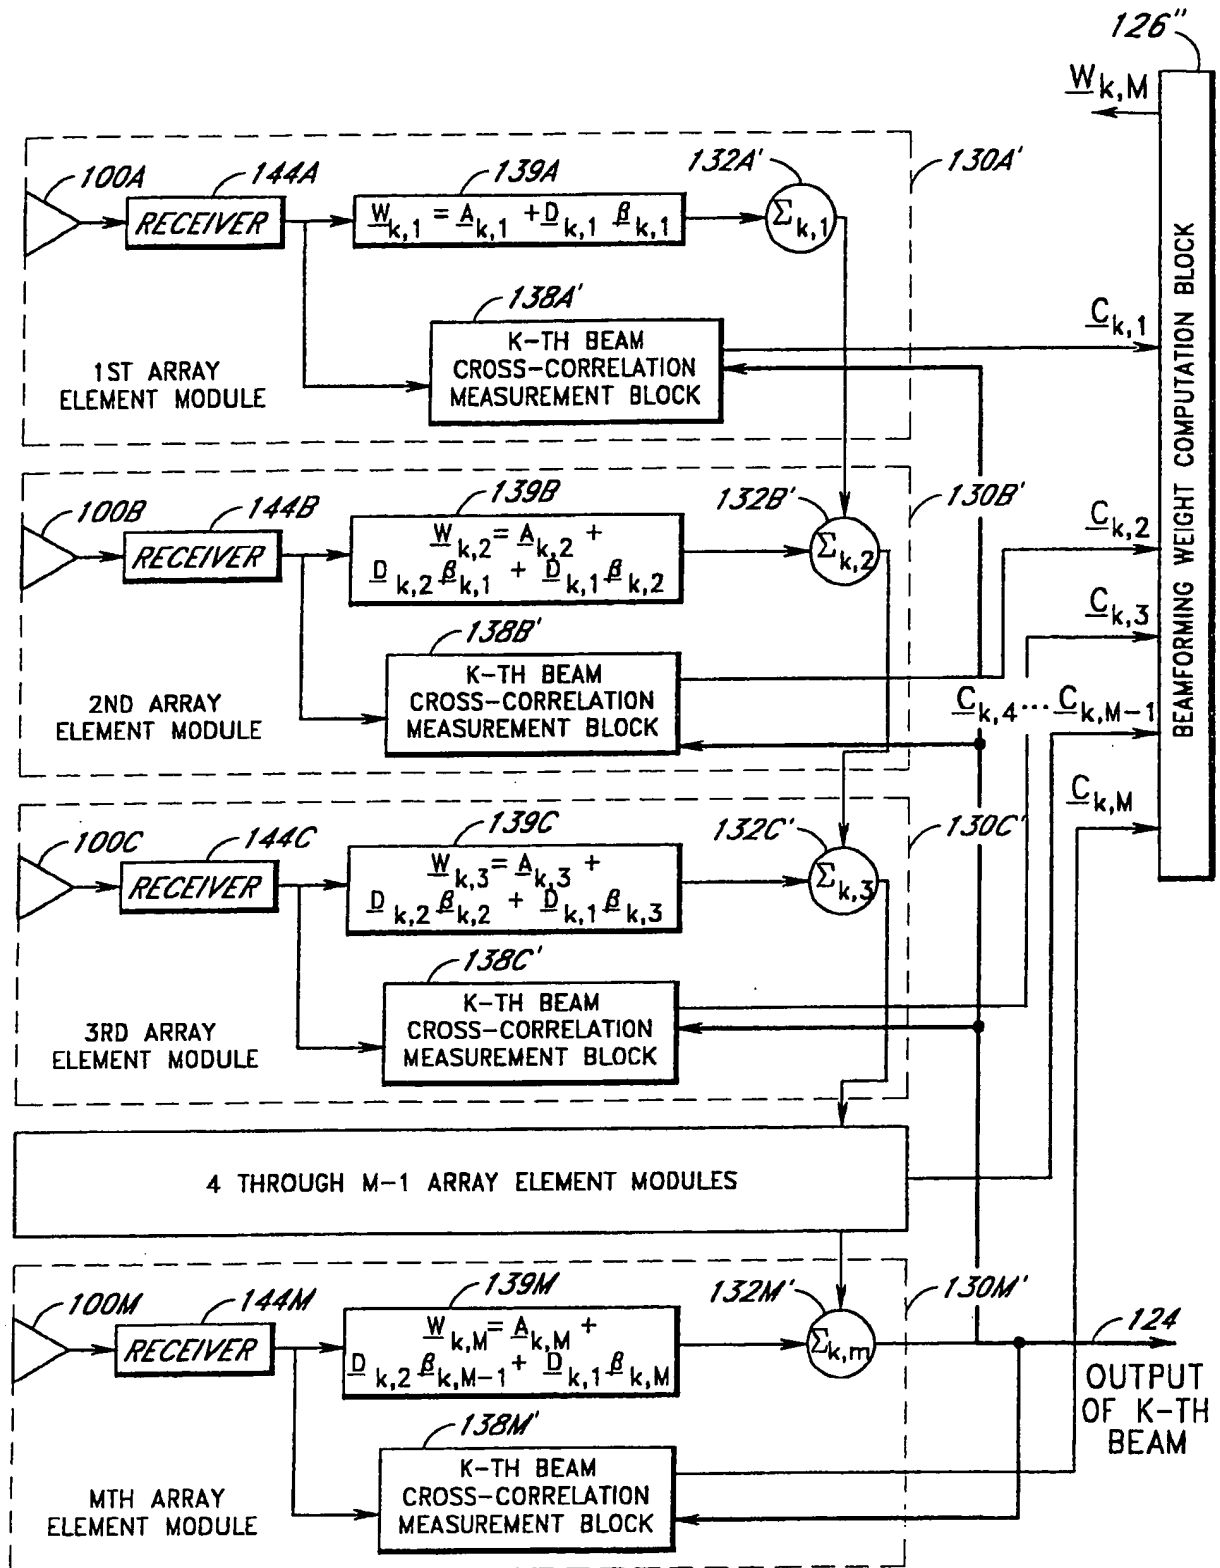 126"
W̲k,M
BEAMFORMING WEIGHT COMPUTATION BLOCK
100A
144A
139A
132A'
130A'
RECEIVER
W̲k,1 = A̲k,1 + D̲k,1 β̲k,1
Σk,1
138A'
K-TH BEAM
CROSS-CORRELATION
MEASUREMENT BLOCK
1ST ARRAY
ELEMENT MODULE
C̲k,1
100B
144B
139B
132B'
130B'
RECEIVER
W̲k,2 = A̲k,2 +
D̲k,2 β̲k,1 + D̲k,1 β̲k,2
Σk,2
C̲k,2
138B'
K-TH BEAM
CROSS-CORRELATION
MEASUREMENT BLOCK
2ND ARRAY
ELEMENT MODULE
C̲k,3
C̲k,4 ... C̲k,M-1
100C
144C
139C
132C'
130C'
RECEIVER
W̲k,3 = A̲k,3 +
D̲k,2 β̲k,2 + D̲k,1 β̲k,3
Σk,3
C̲k,M
138C'
K-TH BEAM
CROSS-CORRELATION
MEASUREMENT BLOCK
3RD ARRAY
ELEMENT MODULE
4 THROUGH M-1 ARRAY ELEMENT MODULES
100M
144M
139M
132M'
130M'
RECEIVER
W̲k,M = A̲k,M +
D̲k,2 β̲k,M-1 + D̲k,1 β̲k,M
Σk,m
124
OUTPUT
OF K-TH
BEAM
138M'
K-TH BEAM
CROSS-CORRELATION
MEASUREMENT BLOCK
MTH ARRAY
ELEMENT MODULE